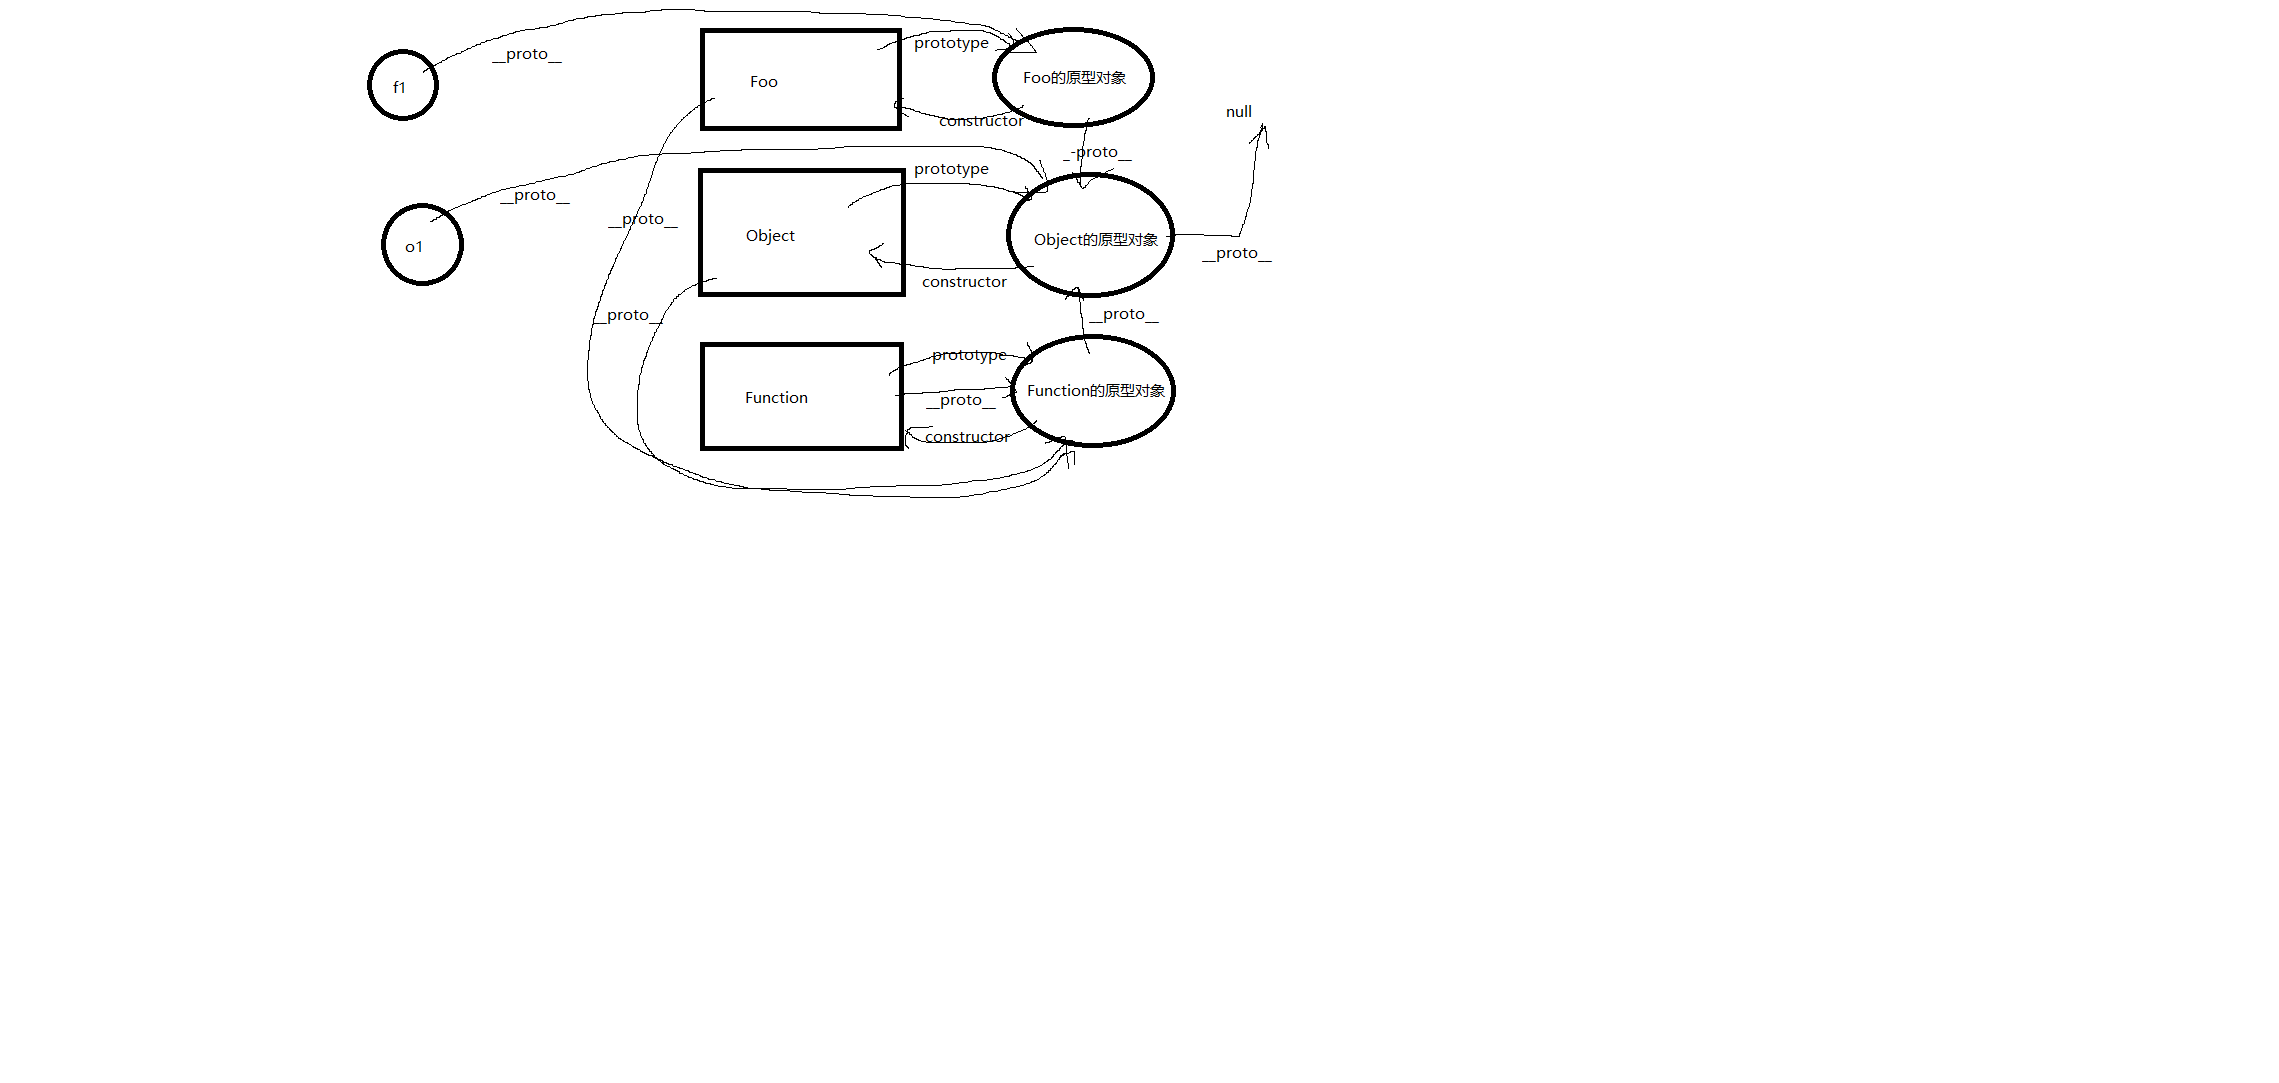 __proto__
f1
Foo
prototype
Foo的原型对象
constructor
null
_-proto__
__proto__
o1
__proto__
prototype
Object
Object的原型对象
__proto__
constructor
__proto__
__proto__
prototype
Function
__proto__
Function的原型对象
constructor